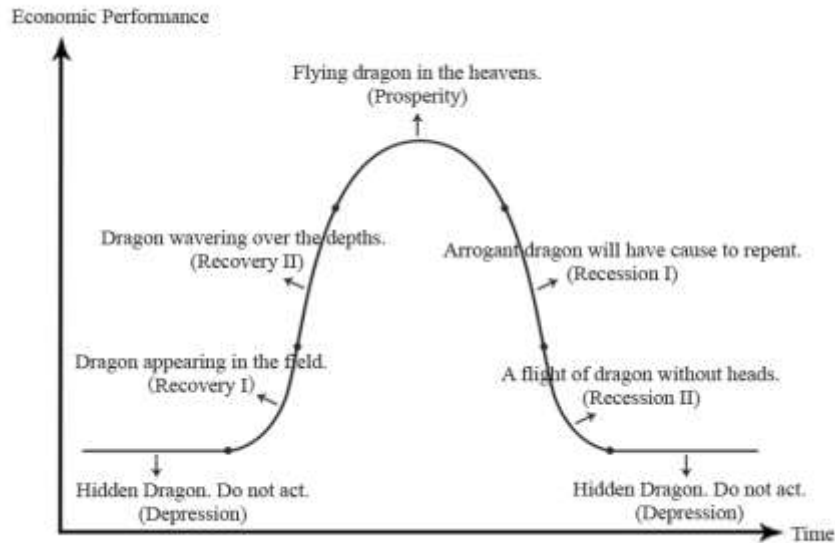 Economic Performance
Flying dragon in the heavens.
(Prosperity)
Dragon wavering over the depths.
(Recovery II)
Arrogant dragon will have cause to repent.
(Recession I)
Dragon appearing in the field.
(Recovery I)
A flight of dragon without heads.
(Recession II)
Hidden Dragon. Do not act.
(Depression)
Hidden Dragon. Do not act.
(Depression)
Time